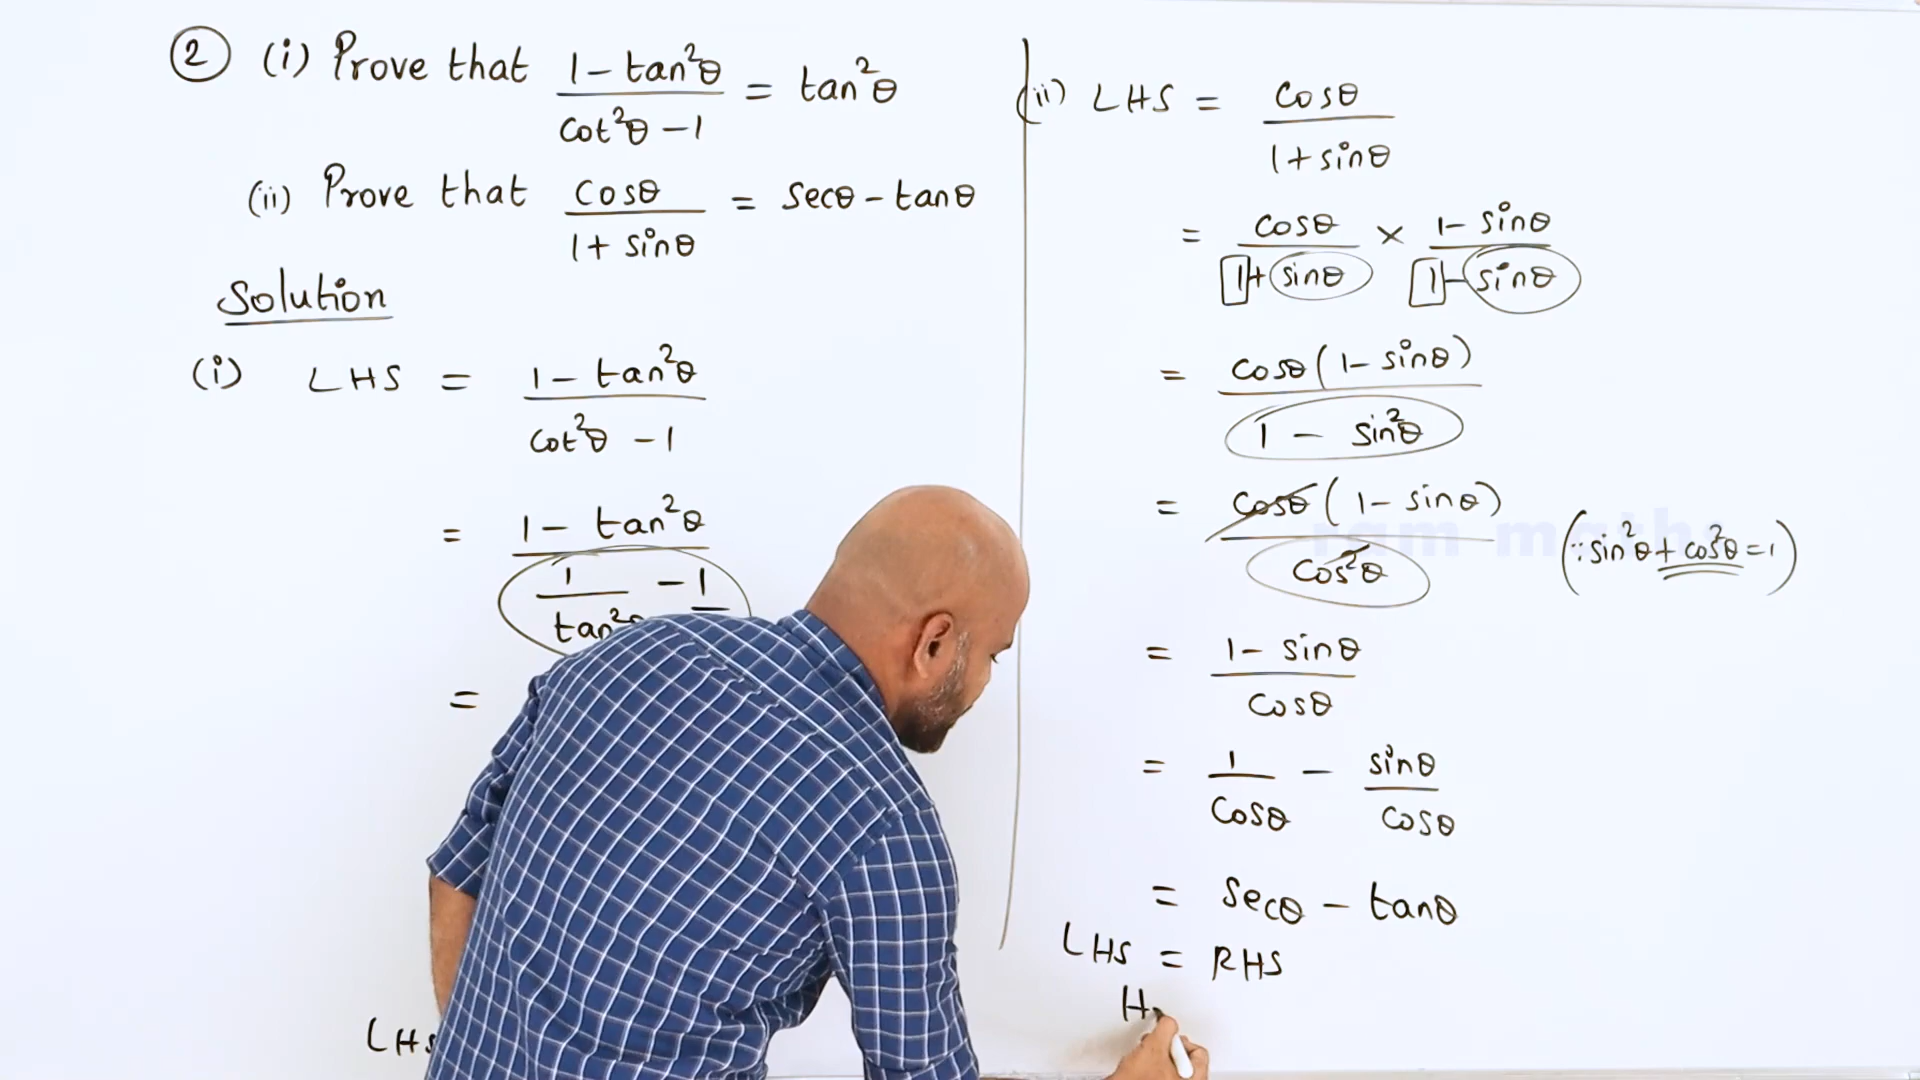 ② (i) Prove that (1 - tan²θ)/(cot²θ - 1) = tan²θ
(ii) Prove that cosθ/(1 + sinθ) = secθ - tanθ
Solution
(i) LHS = (1 - tan²θ)/(cot²θ - 1)
= (1 - tan²θ)/(1/tan² - 1)
=
LHS
(ii) LHS = cosθ/(1 + sinθ)
= cosθ/(1 + sinθ) × (1 - sinθ)/(1 - sinθ)
= cosθ(1 - sinθ)/(1 - sin²θ)
= cosθ(1 - sinθ)/cos²θ (∵ sin²θ + cos²θ = 1)
= (1 - sinθ)/cosθ
= 1/cosθ - sinθ/cosθ
= secθ - tanθ
LHS = RHS
H
ram maths